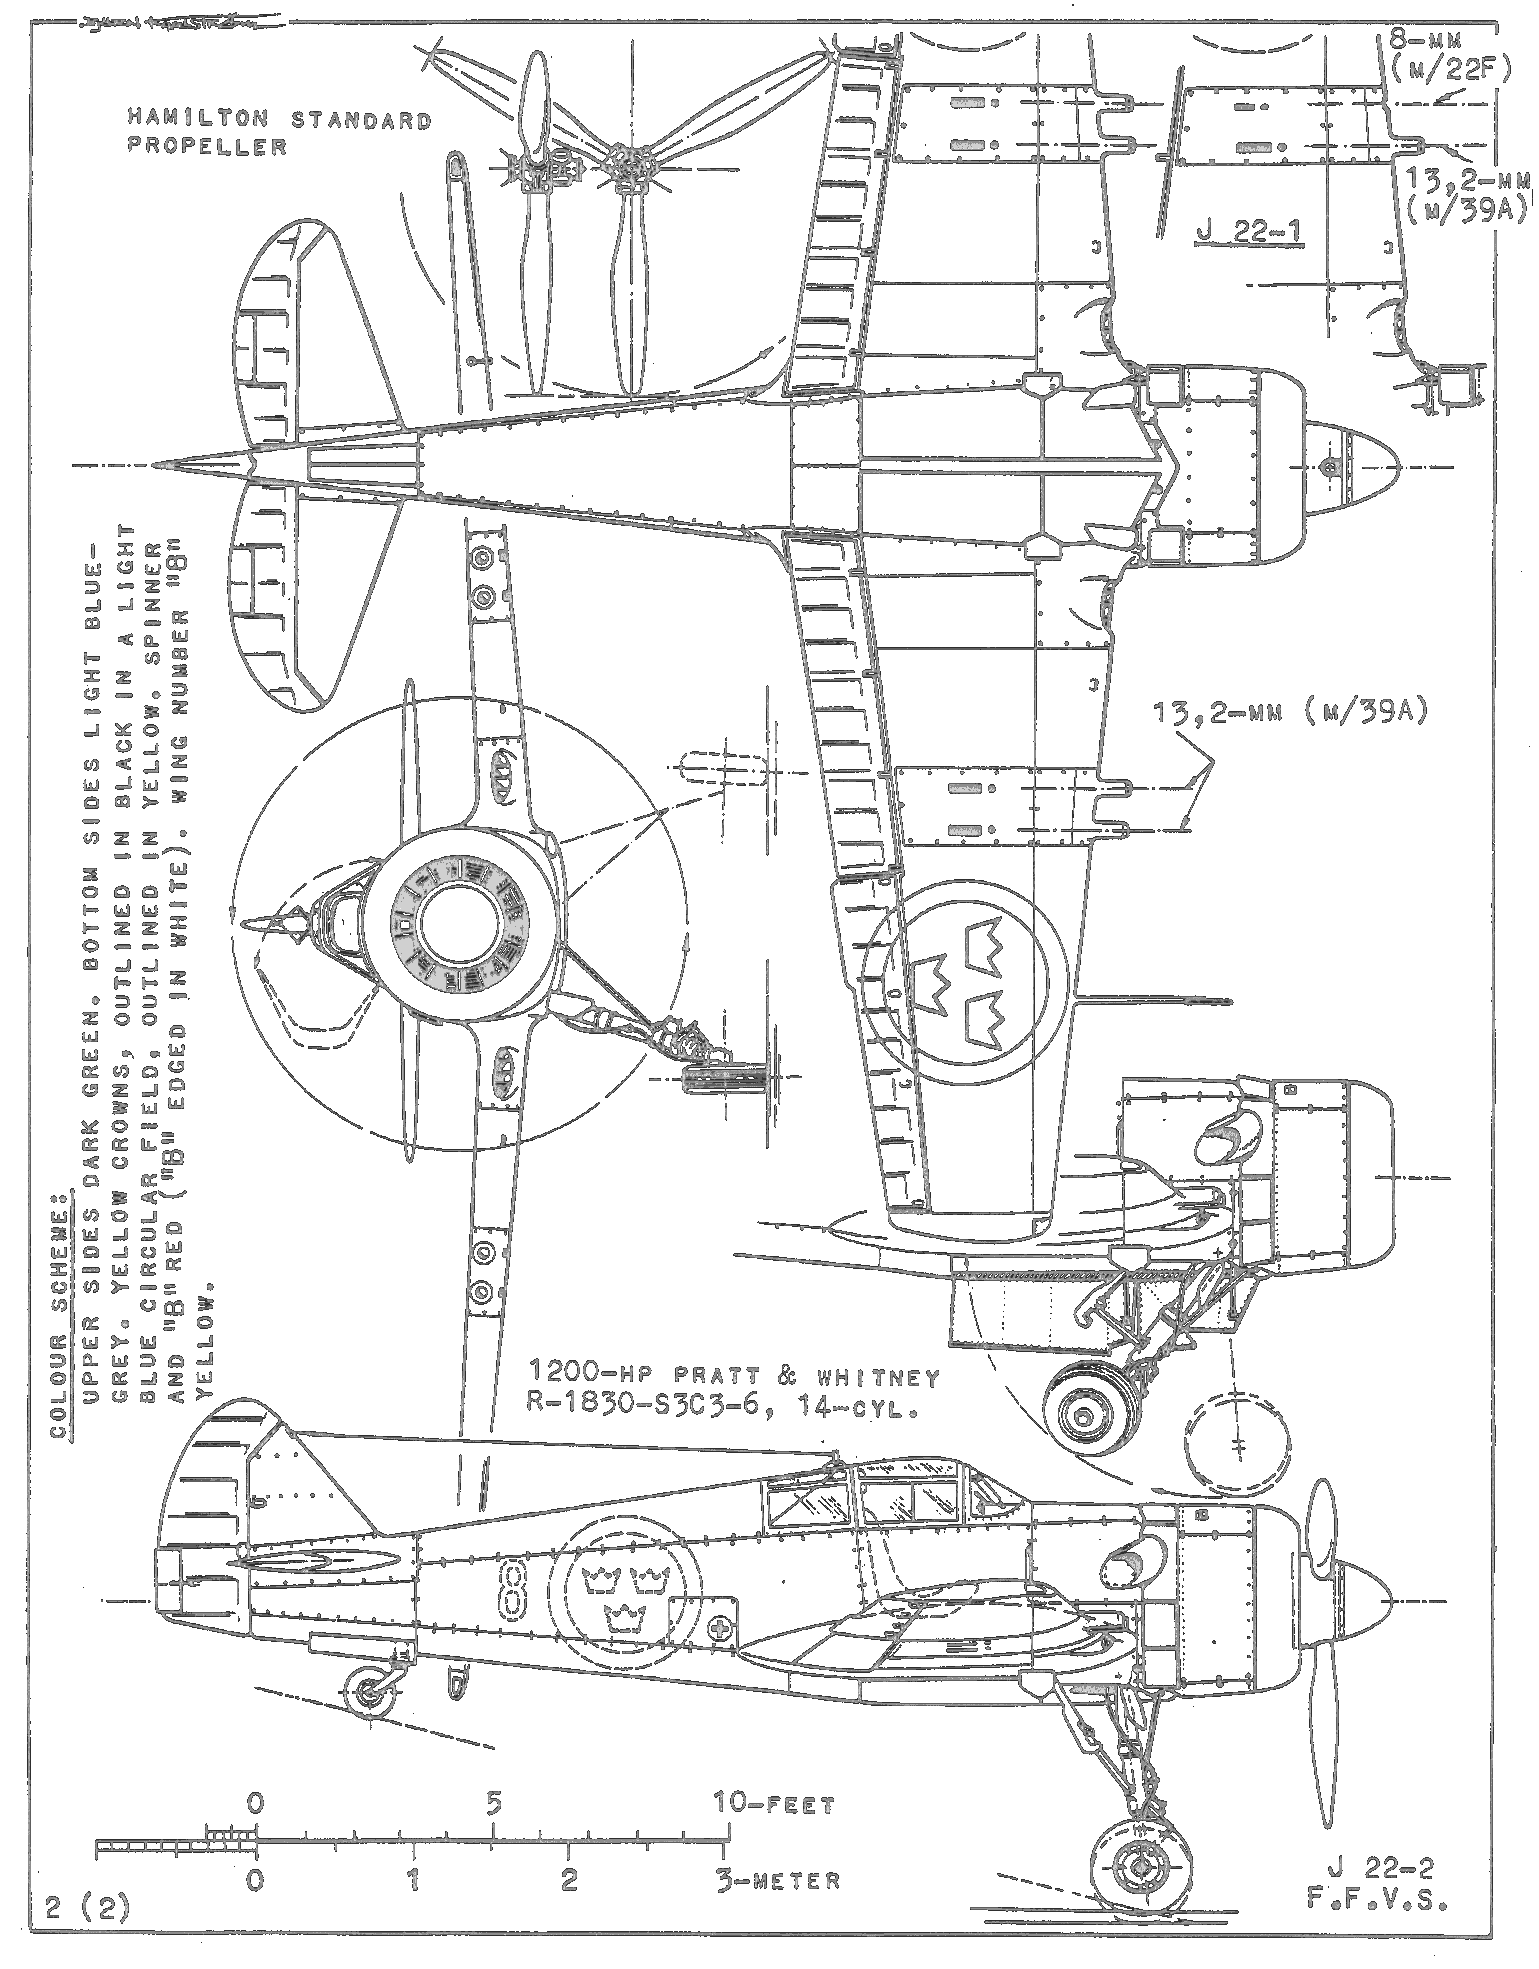 HAMILTON STANDARD
PROPELLER
8-MM
(M/22F)
13,2-MM
(M/39A)
J 22-1
13,2-MM (M/39A)
COLOUR SCHEME:
UPPER SIDES DARK GREEN. BOTTOM SIDES LIGHT BLUE-
GREY. YELLOW CROWNS, OUTLINED IN BLACK IN A LIGHT
BLUE CIRCULAR FIELD, OUTLINED IN YELLOW. SPINNER
AND "B" RED ("B" EDGED IN WHITE). WING NUMBER "8"
YELLOW.
1200-HP PRATT & WHITNEY
R-1830-S3C3-6, 14-CYL.
8
0 5 10-FEET
0 1 2 3-METER
J 22-2
F.F.V.S.
2 (2)